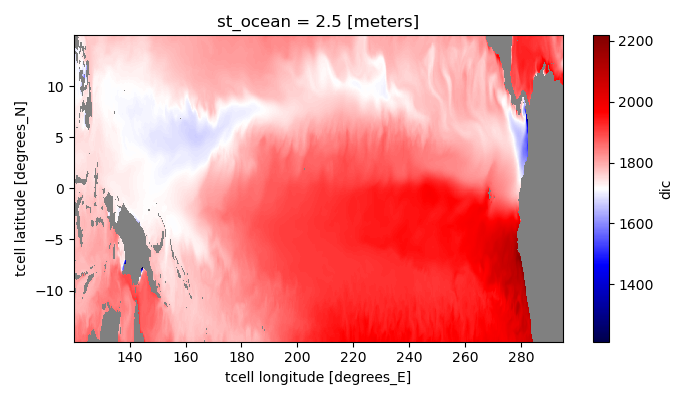 st_ocean = 2.5 [meters]
10
5
0
−5
−10
tcell latitude [degrees_N]
140 160 180 200 220 240 260 280
tcell longitude [degrees_E]
2200
2000
1800
1600
1400
dic